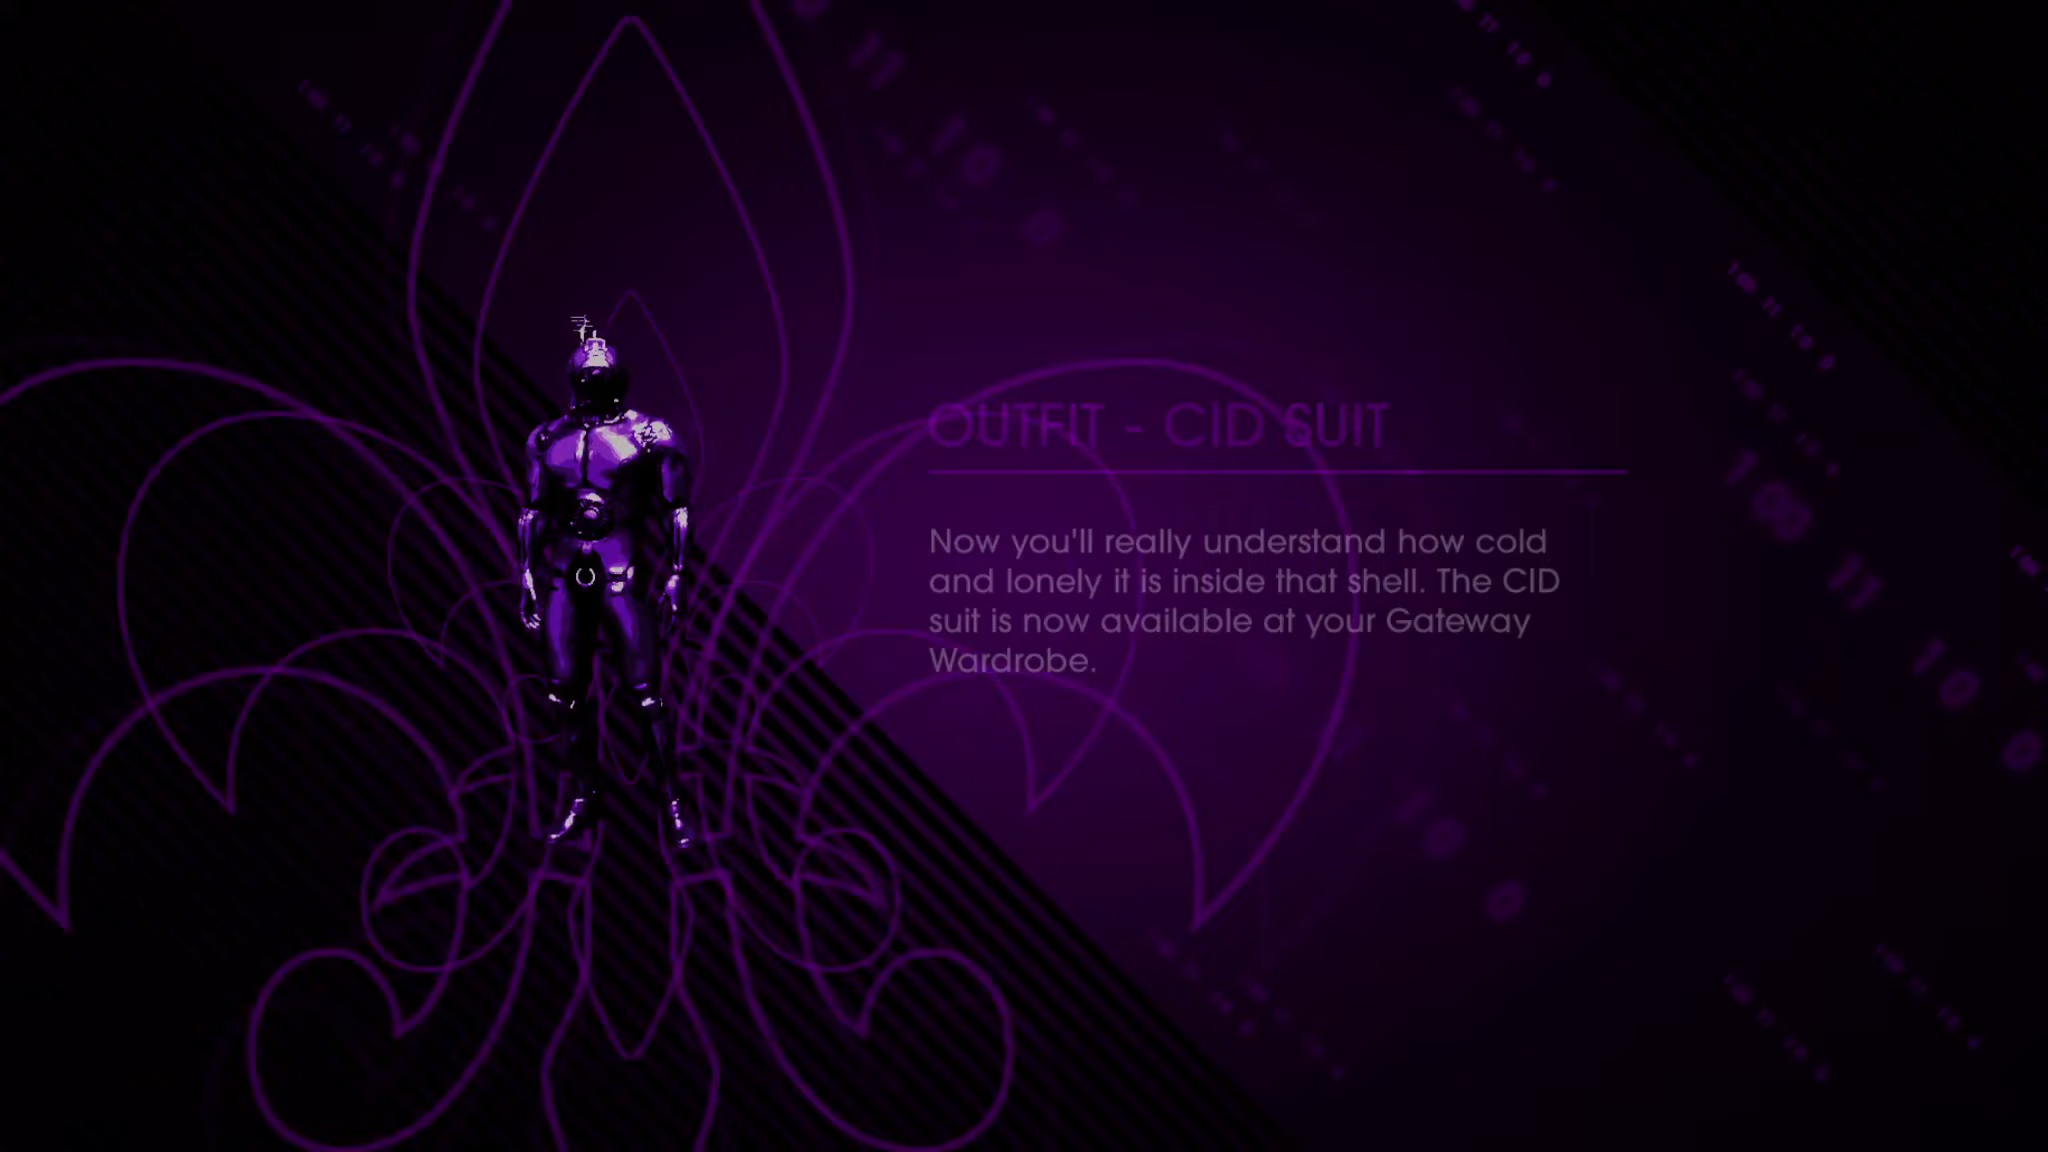 OUTFIT - CID SUIT
Now you'll really understand how cold
and lonely it is inside that shell. The CID
suit is now available at your Gateway
Wardrobe.